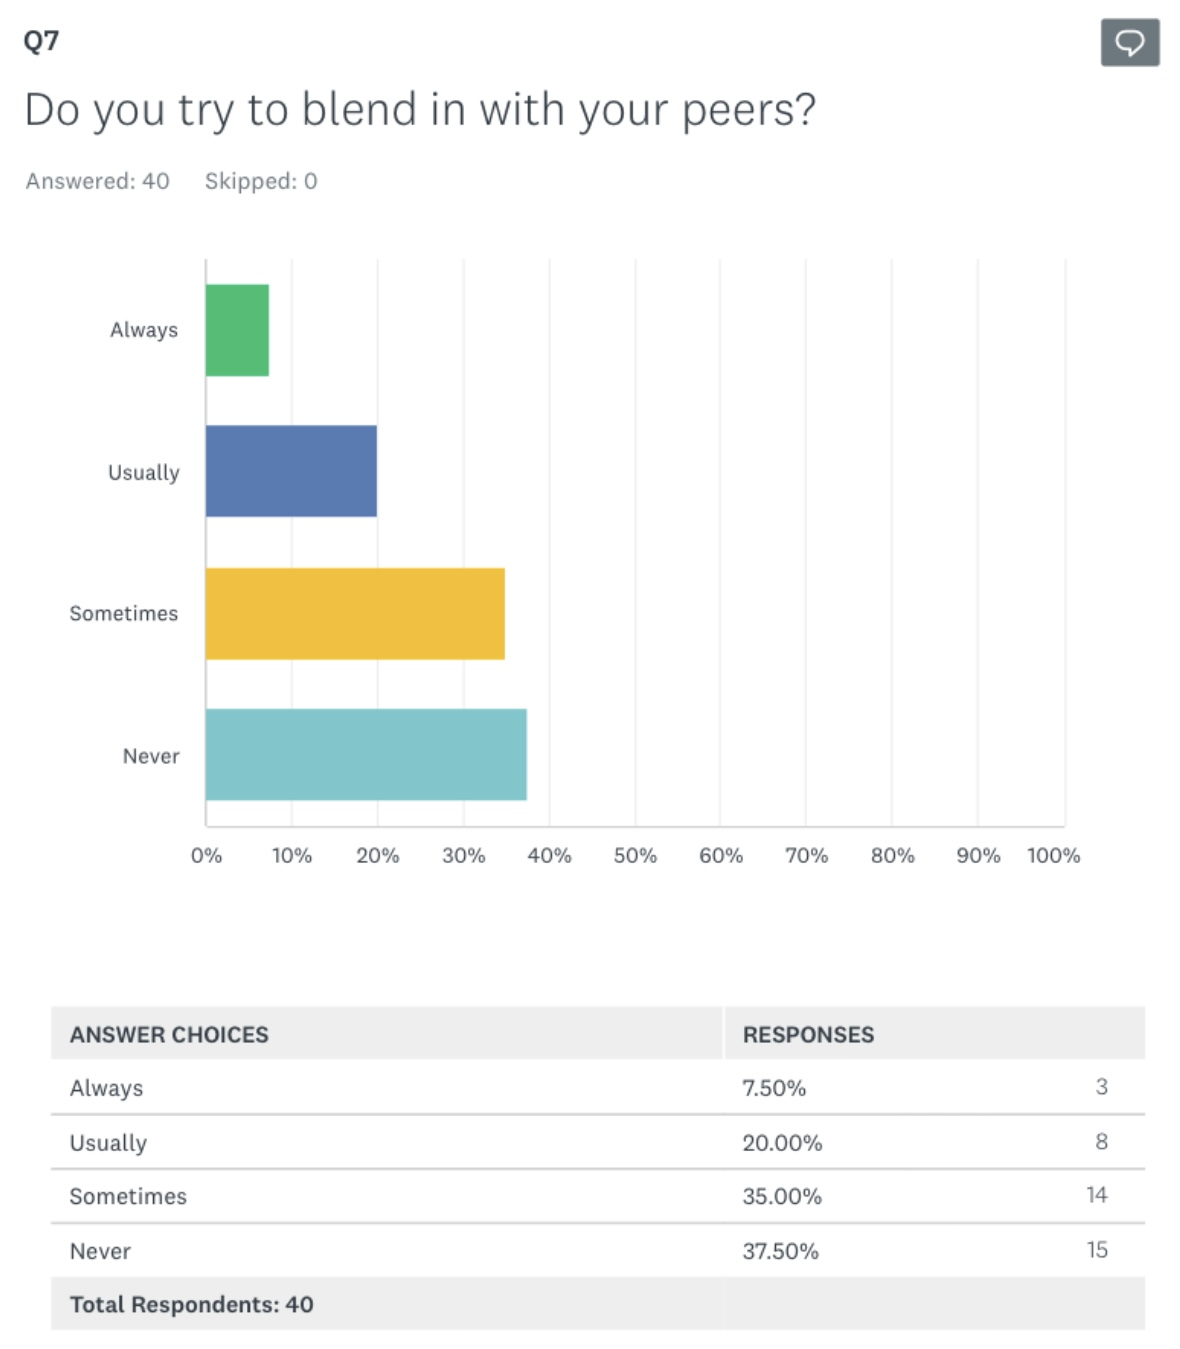 Q7
Do you try to blend in with your peers?
Answered: 40 Skipped: 0
Always
Usually
Sometimes
Never
0% 10% 20% 30% 40% 50% 60% 70% 80% 90% 100%
ANSWER CHOICES RESPONSES
Always 7.50% 3
Usually 20.00% 8
Sometimes 35.00% 14
Never 37.50% 15
Total Respondents: 40